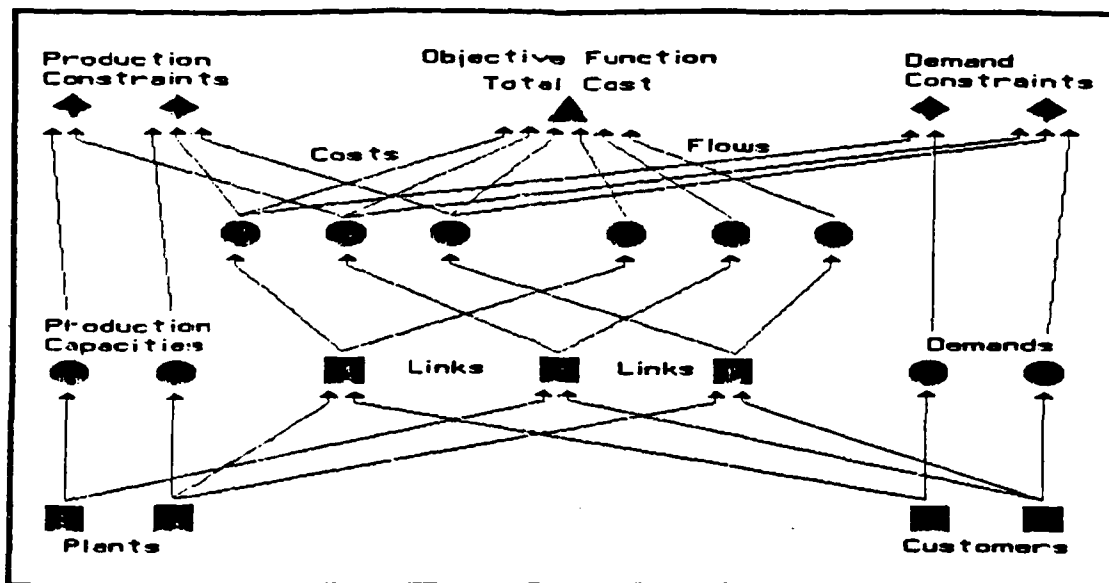 Production
Constraints
Objective Function
Total Cost
Demand
Constraints
Costs
Flows
Production
Capacities
Links
Links
Demands
Plants
Customers